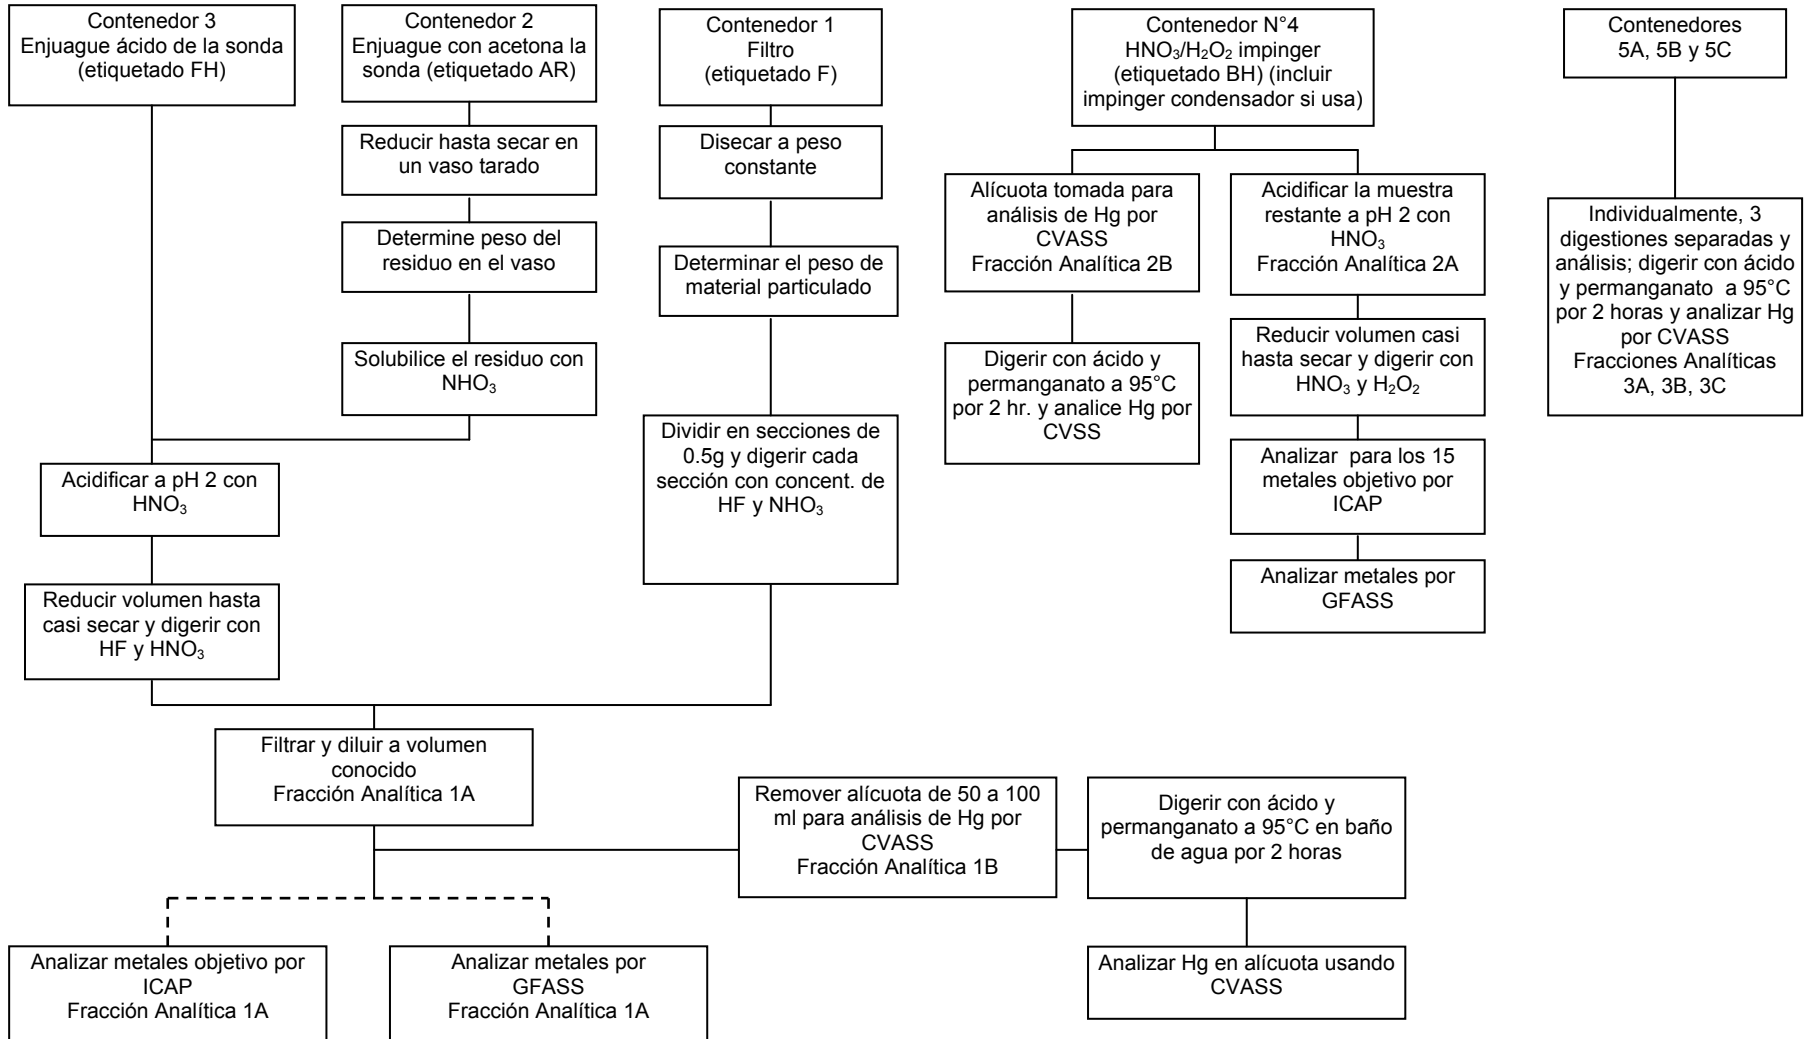 Contenedor 3
Enjuague ácido de la sonda
(etiquetado FH)
Contenedor 2
Enjuague con acetona la
sonda (etiquetado AR)
Contenedor 1
Filtro
(etiquetado F)
Contenedor N°4
HNO₃/H₂O₂ impinger
(etiquetado BH) (incluir
impinger condensador si usa)
Contenedores
5A, 5B y 5C
Reducir hasta secar en
un vaso tarado
Disecar a peso
constante
Alícuota tomada para
análisis de Hg por
CVASS
Fracción Analítica 2B
Acidificar la muestra
restante a pH 2 con
HNO₃
Fracción Analítica 2A
Individualmente, 3
digestiones separadas y
análisis; digerir con ácido
y permanganato a 95°C
por 2 horas y analizar Hg
por CVASS
Fracciones Analíticas
3A, 3B, 3C
Determine peso del
residuo en el vaso
Determinar el peso de
material particulado
Solubilice el residuo con
NHO₃
Digerir con ácido y
permanganato a 95°C
por 2 hr. y analice Hg por
CVSS
Reducir volumen casi
hasta secar y digerir con
HNO₃ y H₂O₂
Dividir en secciones de
0.5g y digerir cada
sección con concent. de
HF y NHO₃
Analizar para los 15
metales objetivo por
ICAP
Acidificar a pH 2 con
HNO₃
Analizar metales por
GFASS
Reducir volumen hasta
casi secar y digerir con
HF y HNO₃
Filtrar y diluir a volumen
conocido
Fracción Analítica 1A
Remover alícuota de 50 a 100
ml para análisis de Hg por
CVASS
Fracción Analítica 1B
Digerir con ácido y
permanganato a 95°C en baño
de agua por 2 horas
Analizar metales objetivo por
ICAP
Fracción Analítica 1A
Analizar metales por
GFASS
Fracción Analítica 1A
Analizar Hg en alícuota usando
CVASS